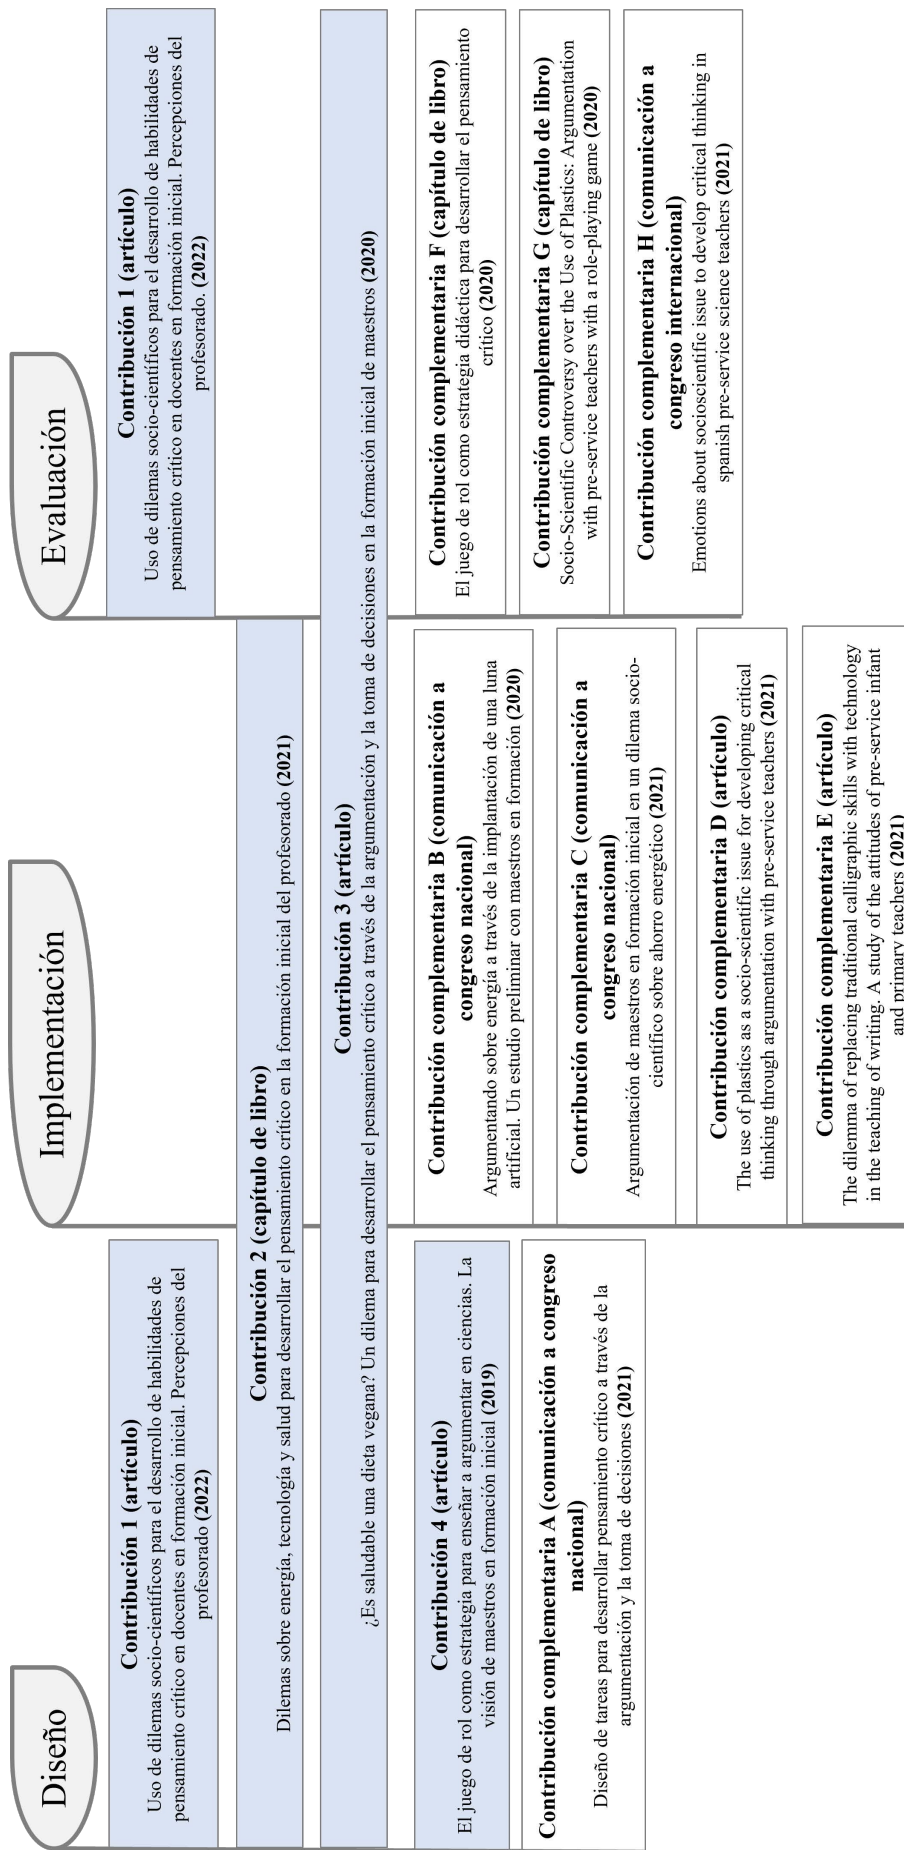 Diseño
Implementación
Evaluación
Contribución 1 (artículo)
Uso de dilemas socio-científicos para el desarrollo de habilidades de
pensamiento crítico en docentes en formación inicial. Percepciones del
profesorado (2022)
Contribución 1 (artículo)
Uso de dilemas socio-científicos para el desarrollo de habilidades de
pensamiento crítico en docentes en formación inicial. Percepciones del
profesorado. (2022)
Contribución 2 (capítulo de libro)
Dilemas sobre energía, tecnología y salud para desarrollar el pensamiento crítico en la formación inicial del profesorado (2021)
Contribución 3 (artículo)
¿Es saludable una dieta vegana? Un dilema para desarrollar el pensamiento crítico a través de la argumentación y la toma de decisiones en la formación inicial de maestros (2020)
Contribución 4 (artículo)
El juego de rol como estrategia para enseñar a argumentar en ciencias. La
visión de maestros en formación inicial (2019)
Contribución complementaria A (comunicación a congreso
nacional)
Diseño de tareas para desarrollar pensamiento crítico a través de la
argumentación y la toma de decisiones (2021)
Contribución complementaria B (comunicación a
congreso nacional)
Argumentando sobre energía a través de la implantación de una luna
artificial. Un estudio preliminar con maestros en formación (2020)
Contribución complementaria C (comunicación a
congreso nacional)
Argumentación de maestros en formación inicial en un dilema socio-
científico sobre ahorro energético (2021)
Contribución complementaria D (artículo)
The use of plastics as a socio-scientific issue for developing critical
thinking through argumentation with pre-service teachers (2021)
Contribución complementaria E (artículo)
The dilemma of replacing traditional calligraphic skills with technology
in the teaching of writing. A study of the attitudes of pre-service infant
and primary teachers (2021)
Contribución complementaria F (capítulo de libro)
El juego de rol como estrategia didáctica para desarrollar el pensamiento
crítico (2020)
Contribución complementaria G (capítulo de libro)
Socio-Scientific Controversy over the Use of Plastics: Argumentation
with pre-service teachers with a role-playing game (2020)
Contribución complementaria H (comunicación a
congreso internacional)
Emotions about socioscientific issue to develop critical thinking in
spanish pre-service science teachers (2021)